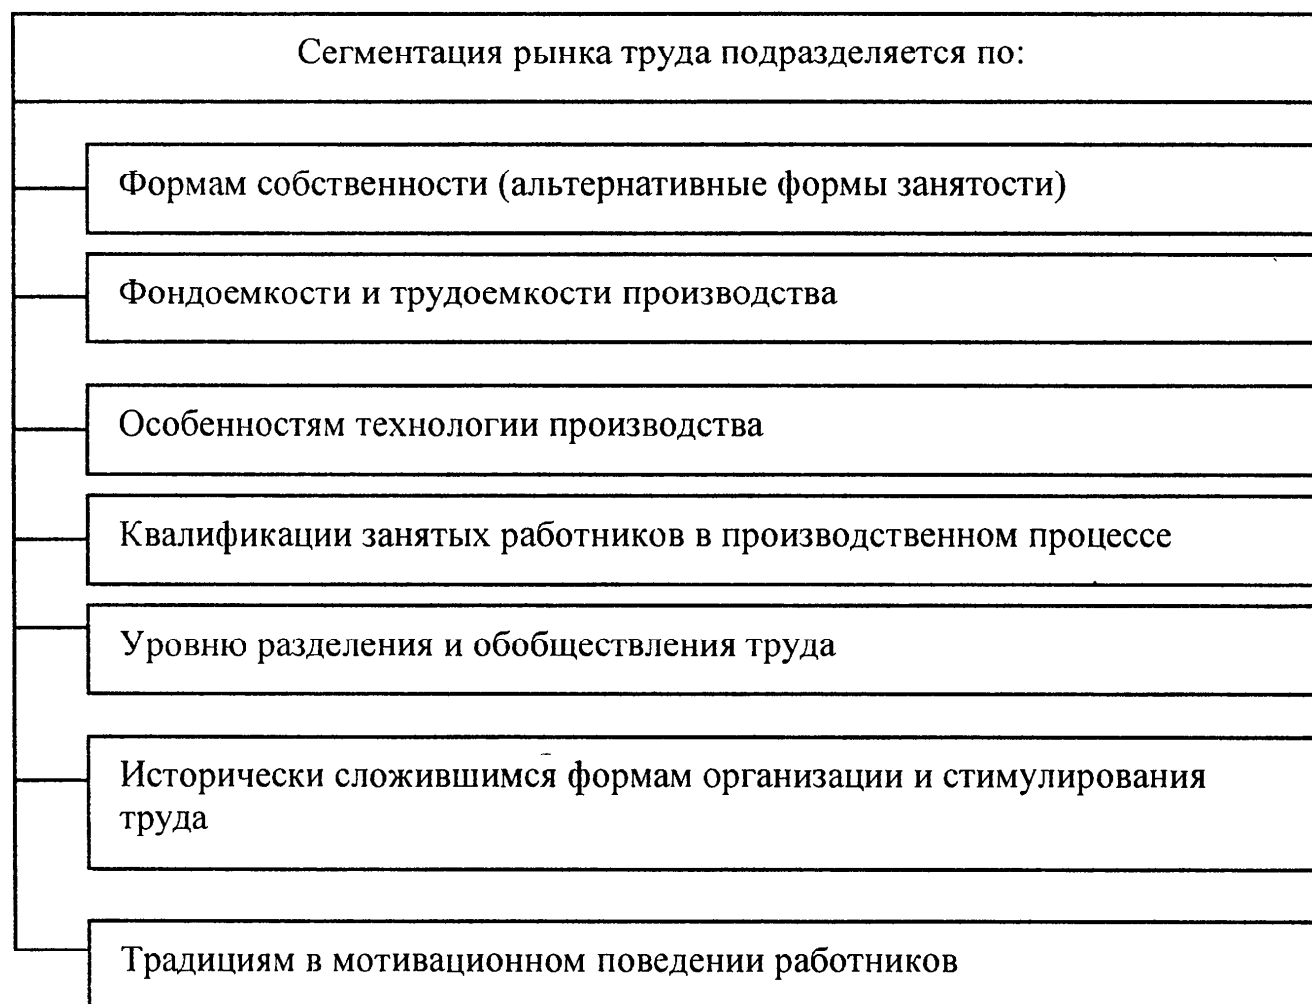 Сегментация рынка труда подразделяется по:
Формам собственности (альтернативные формы занятости)
Фондоемкости и трудоемкости производства
Особенностям технологии производства
Квалификации занятых работников в производственном процессе
Уровню разделения и обобществления труда
Исторически сложившимся формам организации и стимулирования
труда
Традициям в мотивационном поведении работников